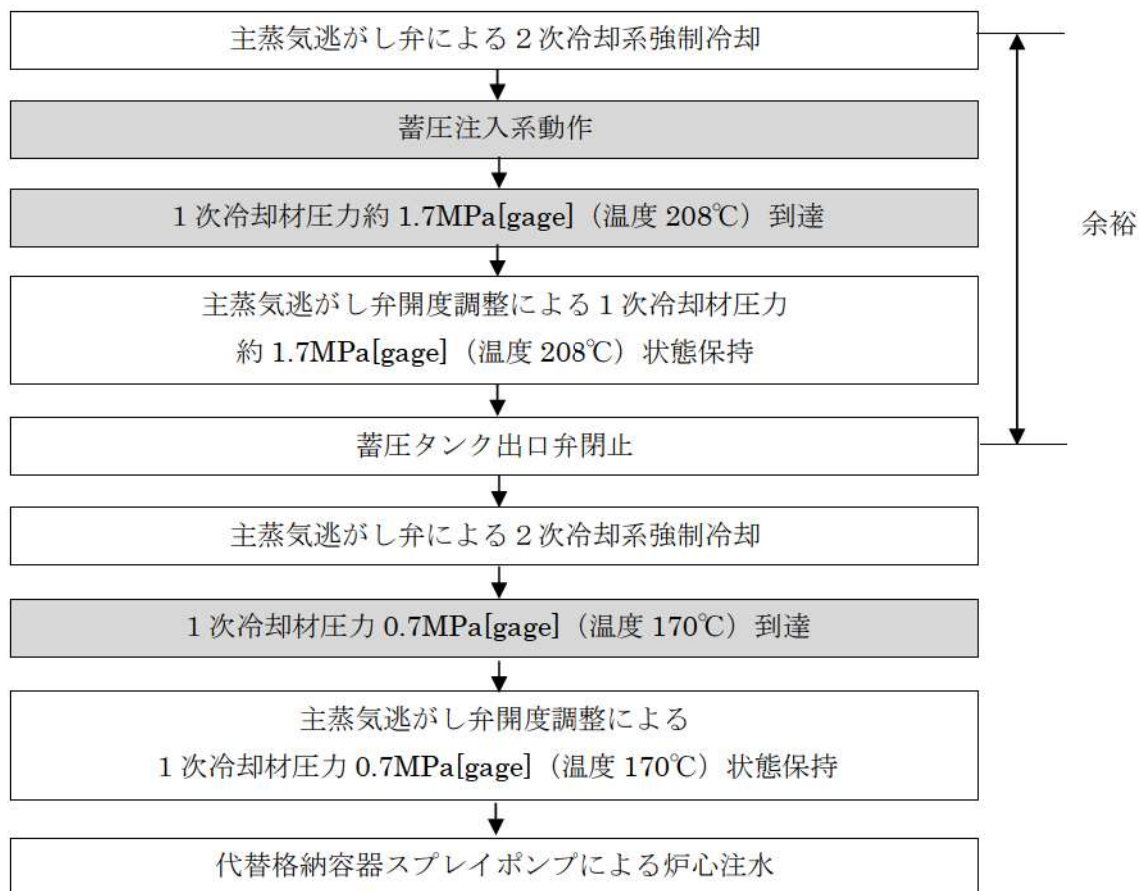 主蒸気逃がし弁による2次冷却系強制冷却
蓄圧注入系動作
1次冷却材圧力約 1.7MPa[gage]（温度 208℃）到達
余裕
主蒸気逃がし弁開度調整による1次冷却材圧力
約 1.7MPa[gage]（温度 208℃）状態保持
蓄圧タンク出口弁閉止
主蒸気逃がし弁による2次冷却系強制冷却
1次冷却材圧力 0.7MPa[gage]（温度 170℃）到達
主蒸気逃がし弁開度調整による
1次冷却材圧力 0.7MPa[gage]（温度 170℃）状態保持
代替格納容器スプレイポンプによる炉心注水